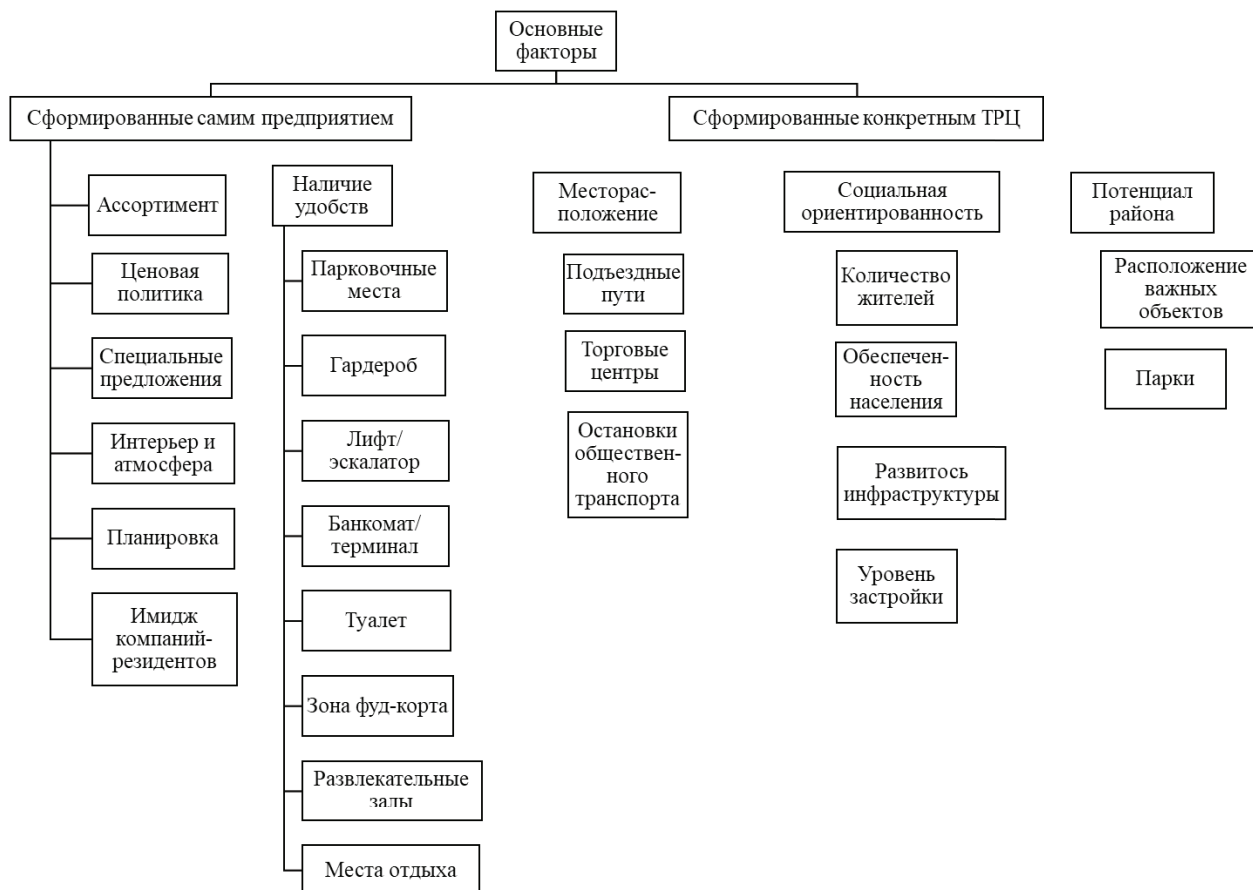 Основные
факторы
Сформированные самим предприятием
Сформированные конкретным ТРЦ
Ассортимент
Ценовая
политика
Специальные
предложения
Интерьер и
атмосфера
Планировка
Имидж
компаний-
резидентов
Наличие
удобств
Парковочные
места
Гардероб
Лифт/
эскалатор
Банкомат/
терминал
Туалет
Зона фуд-корта
Развлекательные
залы
Места отдыха
Месторас-
положение
Подъездные
пути
Торговые
центры
Остановки
обществен-
ного
транспорта
Социальная
ориентированность
Количество
жителей
Обеспечен-
ность
населения
Развитось
инфраструктуры
Уровень
застройки
Потенциал
района
Расположение
важных
объектов
Парки